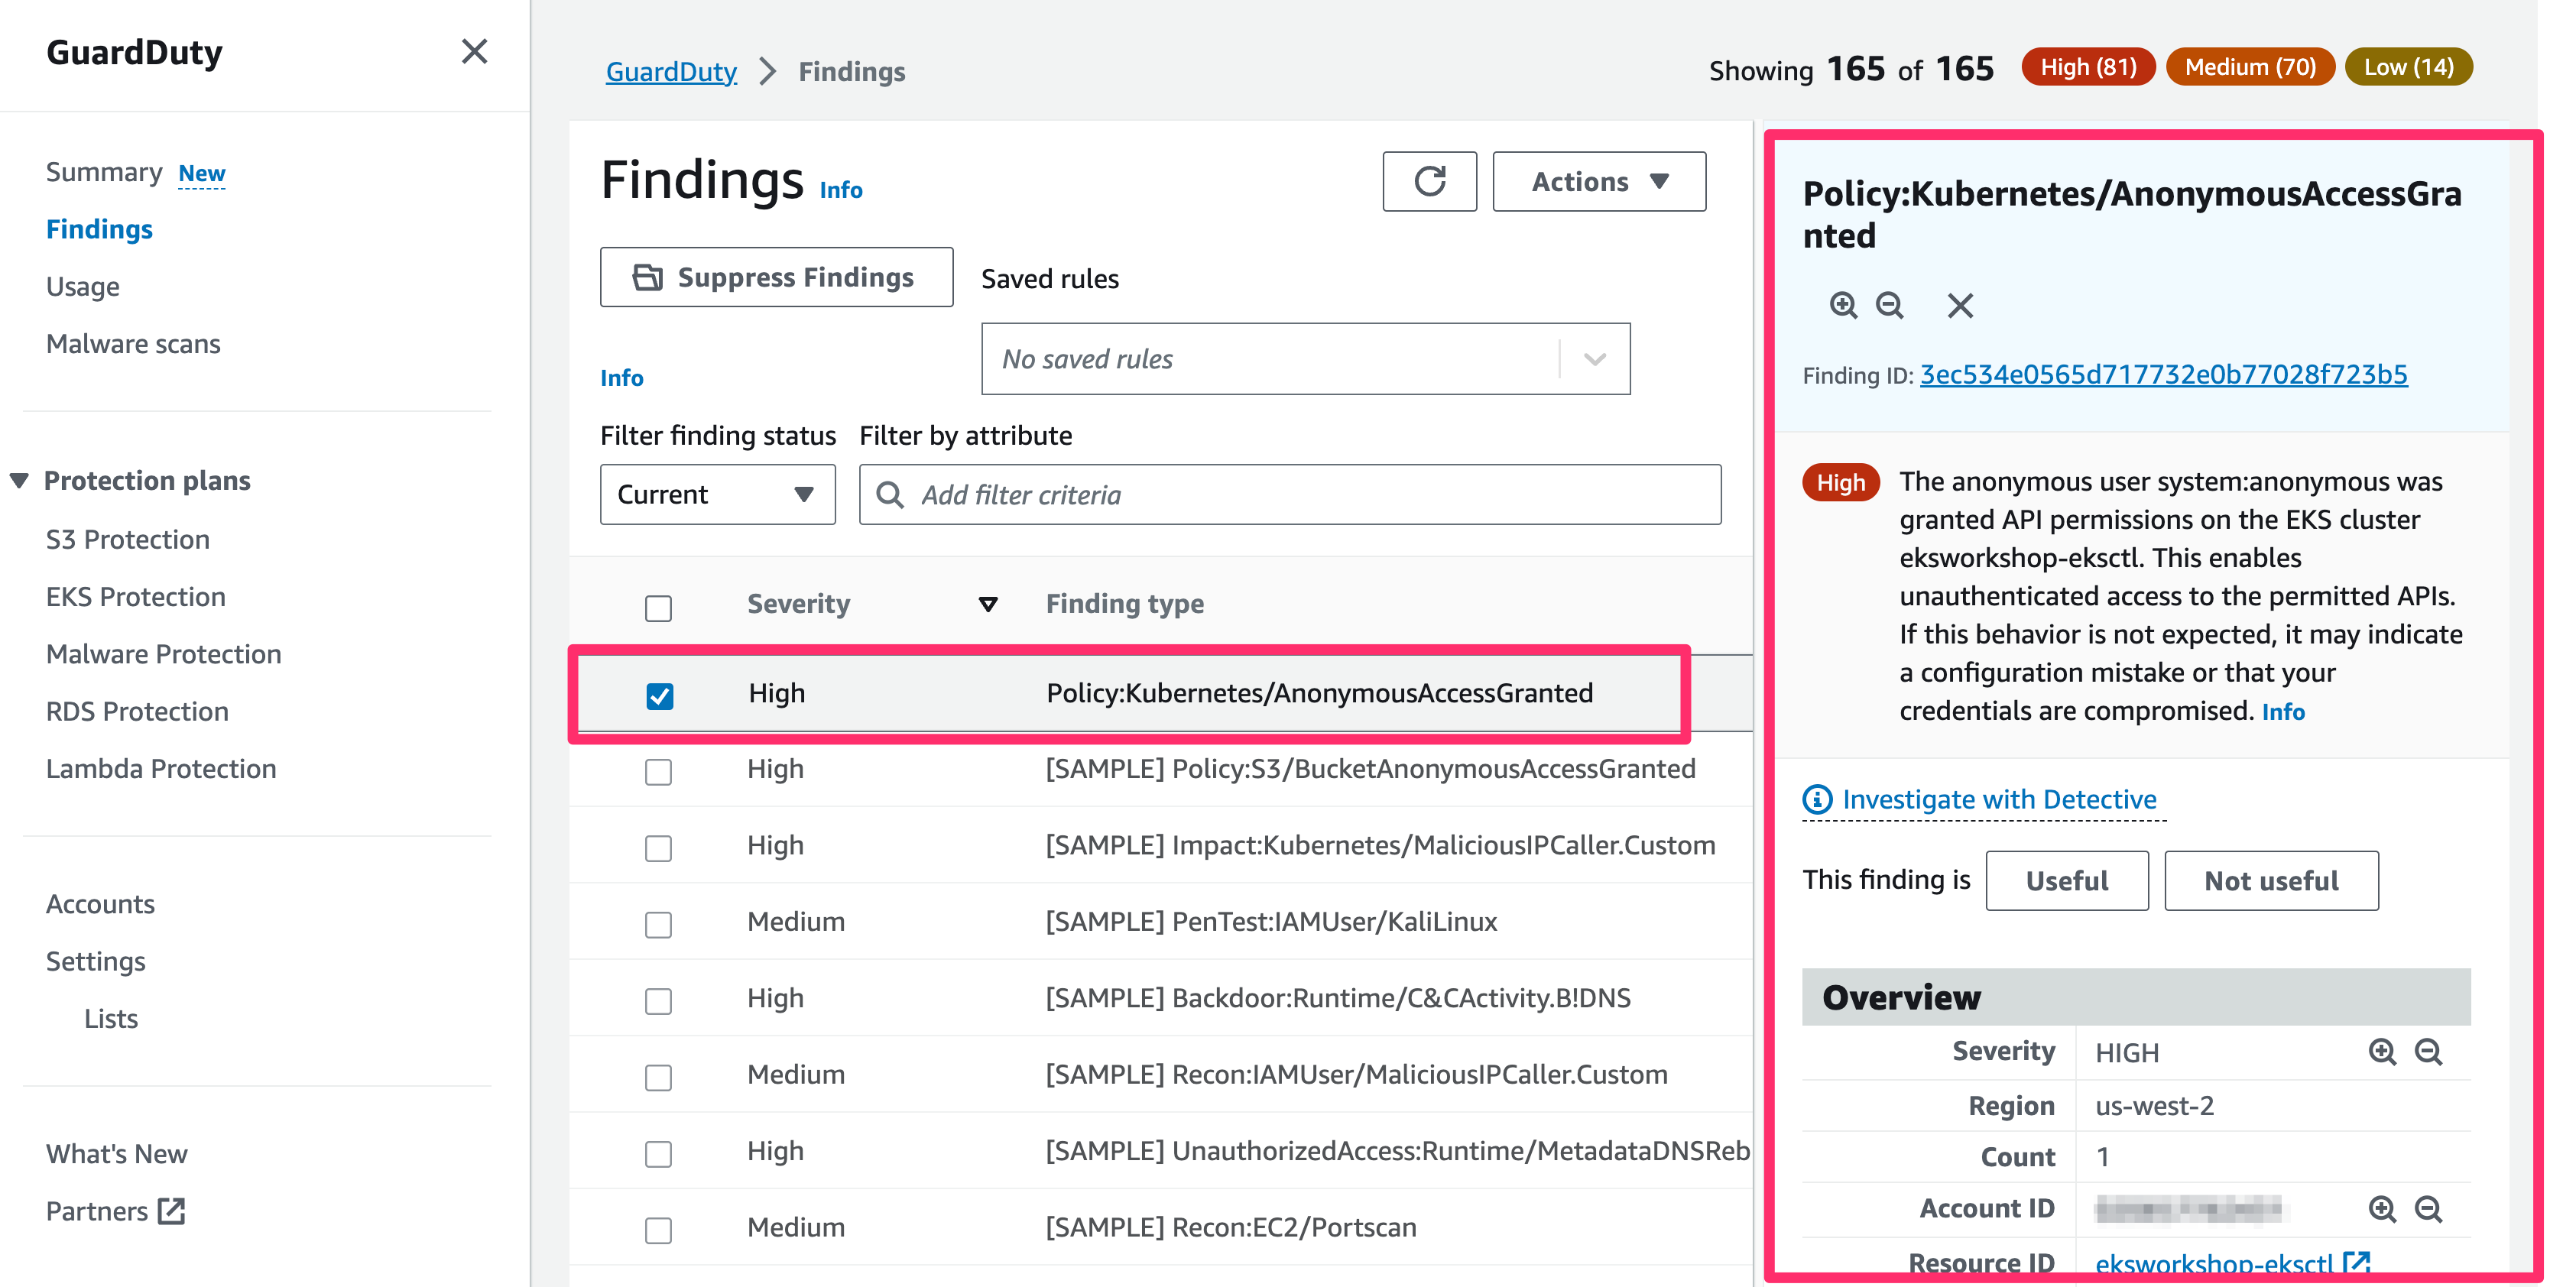 GuardDuty
Summary New
Findings
Usage
Malware scans
Protection plans
S3 Protection
EKS Protection
Malware Protection
RDS Protection
Lambda Protection
Accounts
Settings
Lists
What's New
Partners
GuardDuty > Findings
Showing 165 of 165 High (81) Medium (70) Low (14)
Findings Info
Actions
Suppress Findings
Saved rules
No saved rules
Info
Filter finding status
Filter by attribute
Current
Add filter criteria
Severity Finding type
High Policy:Kubernetes/AnonymousAccessGranted
High [SAMPLE] Policy:S3/BucketAnonymousAccessGranted
High [SAMPLE] Impact:Kubernetes/MaliciousIPCaller.Custom
Medium [SAMPLE] PenTest:IAMUser/KaliLinux
High [SAMPLE] Backdoor:Runtime/C&CActivity.B!DNS
Medium [SAMPLE] Recon:IAMUser/MaliciousIPCaller.Custom
High [SAMPLE] UnauthorizedAccess:Runtime/MetadataDNSReb
Medium [SAMPLE] Recon:EC2/Portscan
Policy:Kubernetes/AnonymousAccessGra
nted
Finding ID: 3ec534e0565d717732e0b77028f723b5
High The anonymous user system:anonymous was
granted API permissions on the EKS cluster
eksworkshop-eksctl. This enables
unauthenticated access to the permitted APIs.
If this behavior is not expected, it may indicate
a configuration mistake or that your
credentials are compromised. Info
Investigate with Detective
This finding is Useful Not useful
Overview
Severity HIGH
Region us-west-2
Count 1
Account ID
Resource ID eksworkshop-eksctl